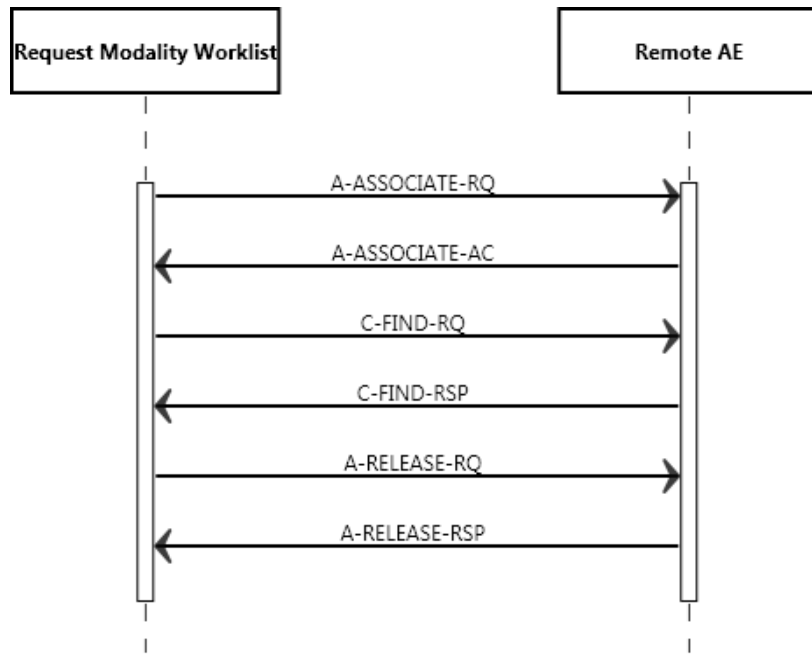 Request Modality Worklist
Remote AE
A-ASSOCIATE-RQ
A-ASSOCIATE-AC
C-FIND-RQ
C-FIND-RSP
A-RELEASE-RQ
A-RELEASE-RSP